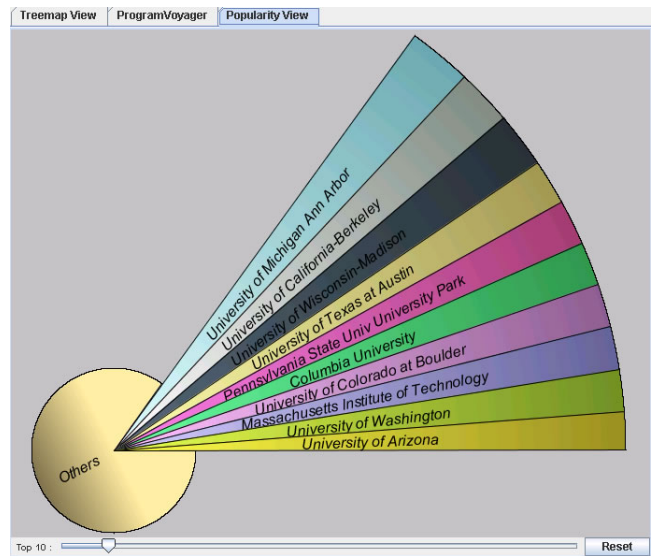 Treemap View
ProgramVoyager
Popularity View
University of Michigan Ann Arbor
University of California-Berkeley
University of Wisconsin-Madison
University of Texas at Austin
Pennsylvania State Univ University Park
Columbia University
University of Colorado at Boulder
Massachusetts Institute of Technology
University of Washington
University of Arizona
Others
Top 10 :
Reset